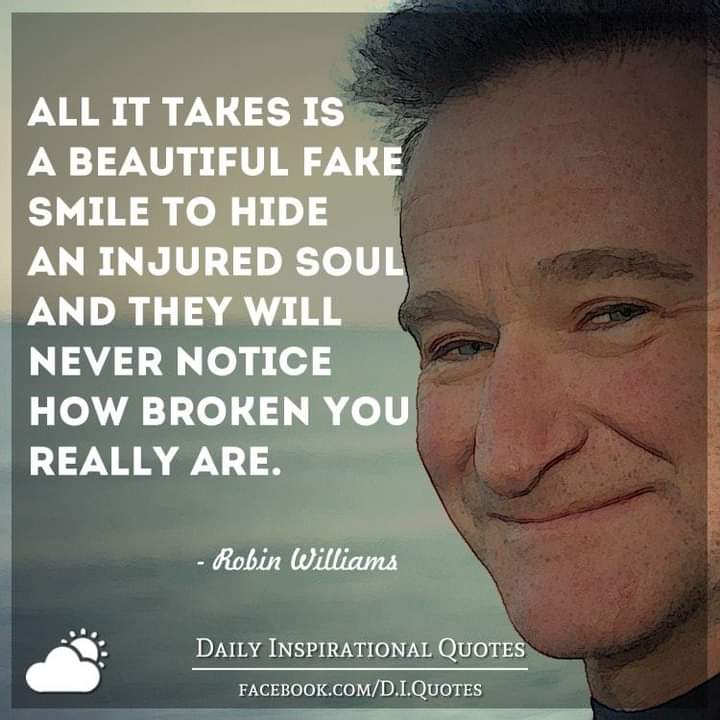 ALL IT TAKES IS
A BEAUTIFUL FAKE
SMILE TO HIDE
AN INJURED SOUL
AND THEY WILL
NEVER NOTICE
HOW BROKEN YOU
REALLY ARE.
- Robin Williams
DAILY INSPIRATIONAL QUOTES
FACEBOOK.COM/D.I.QUOTES